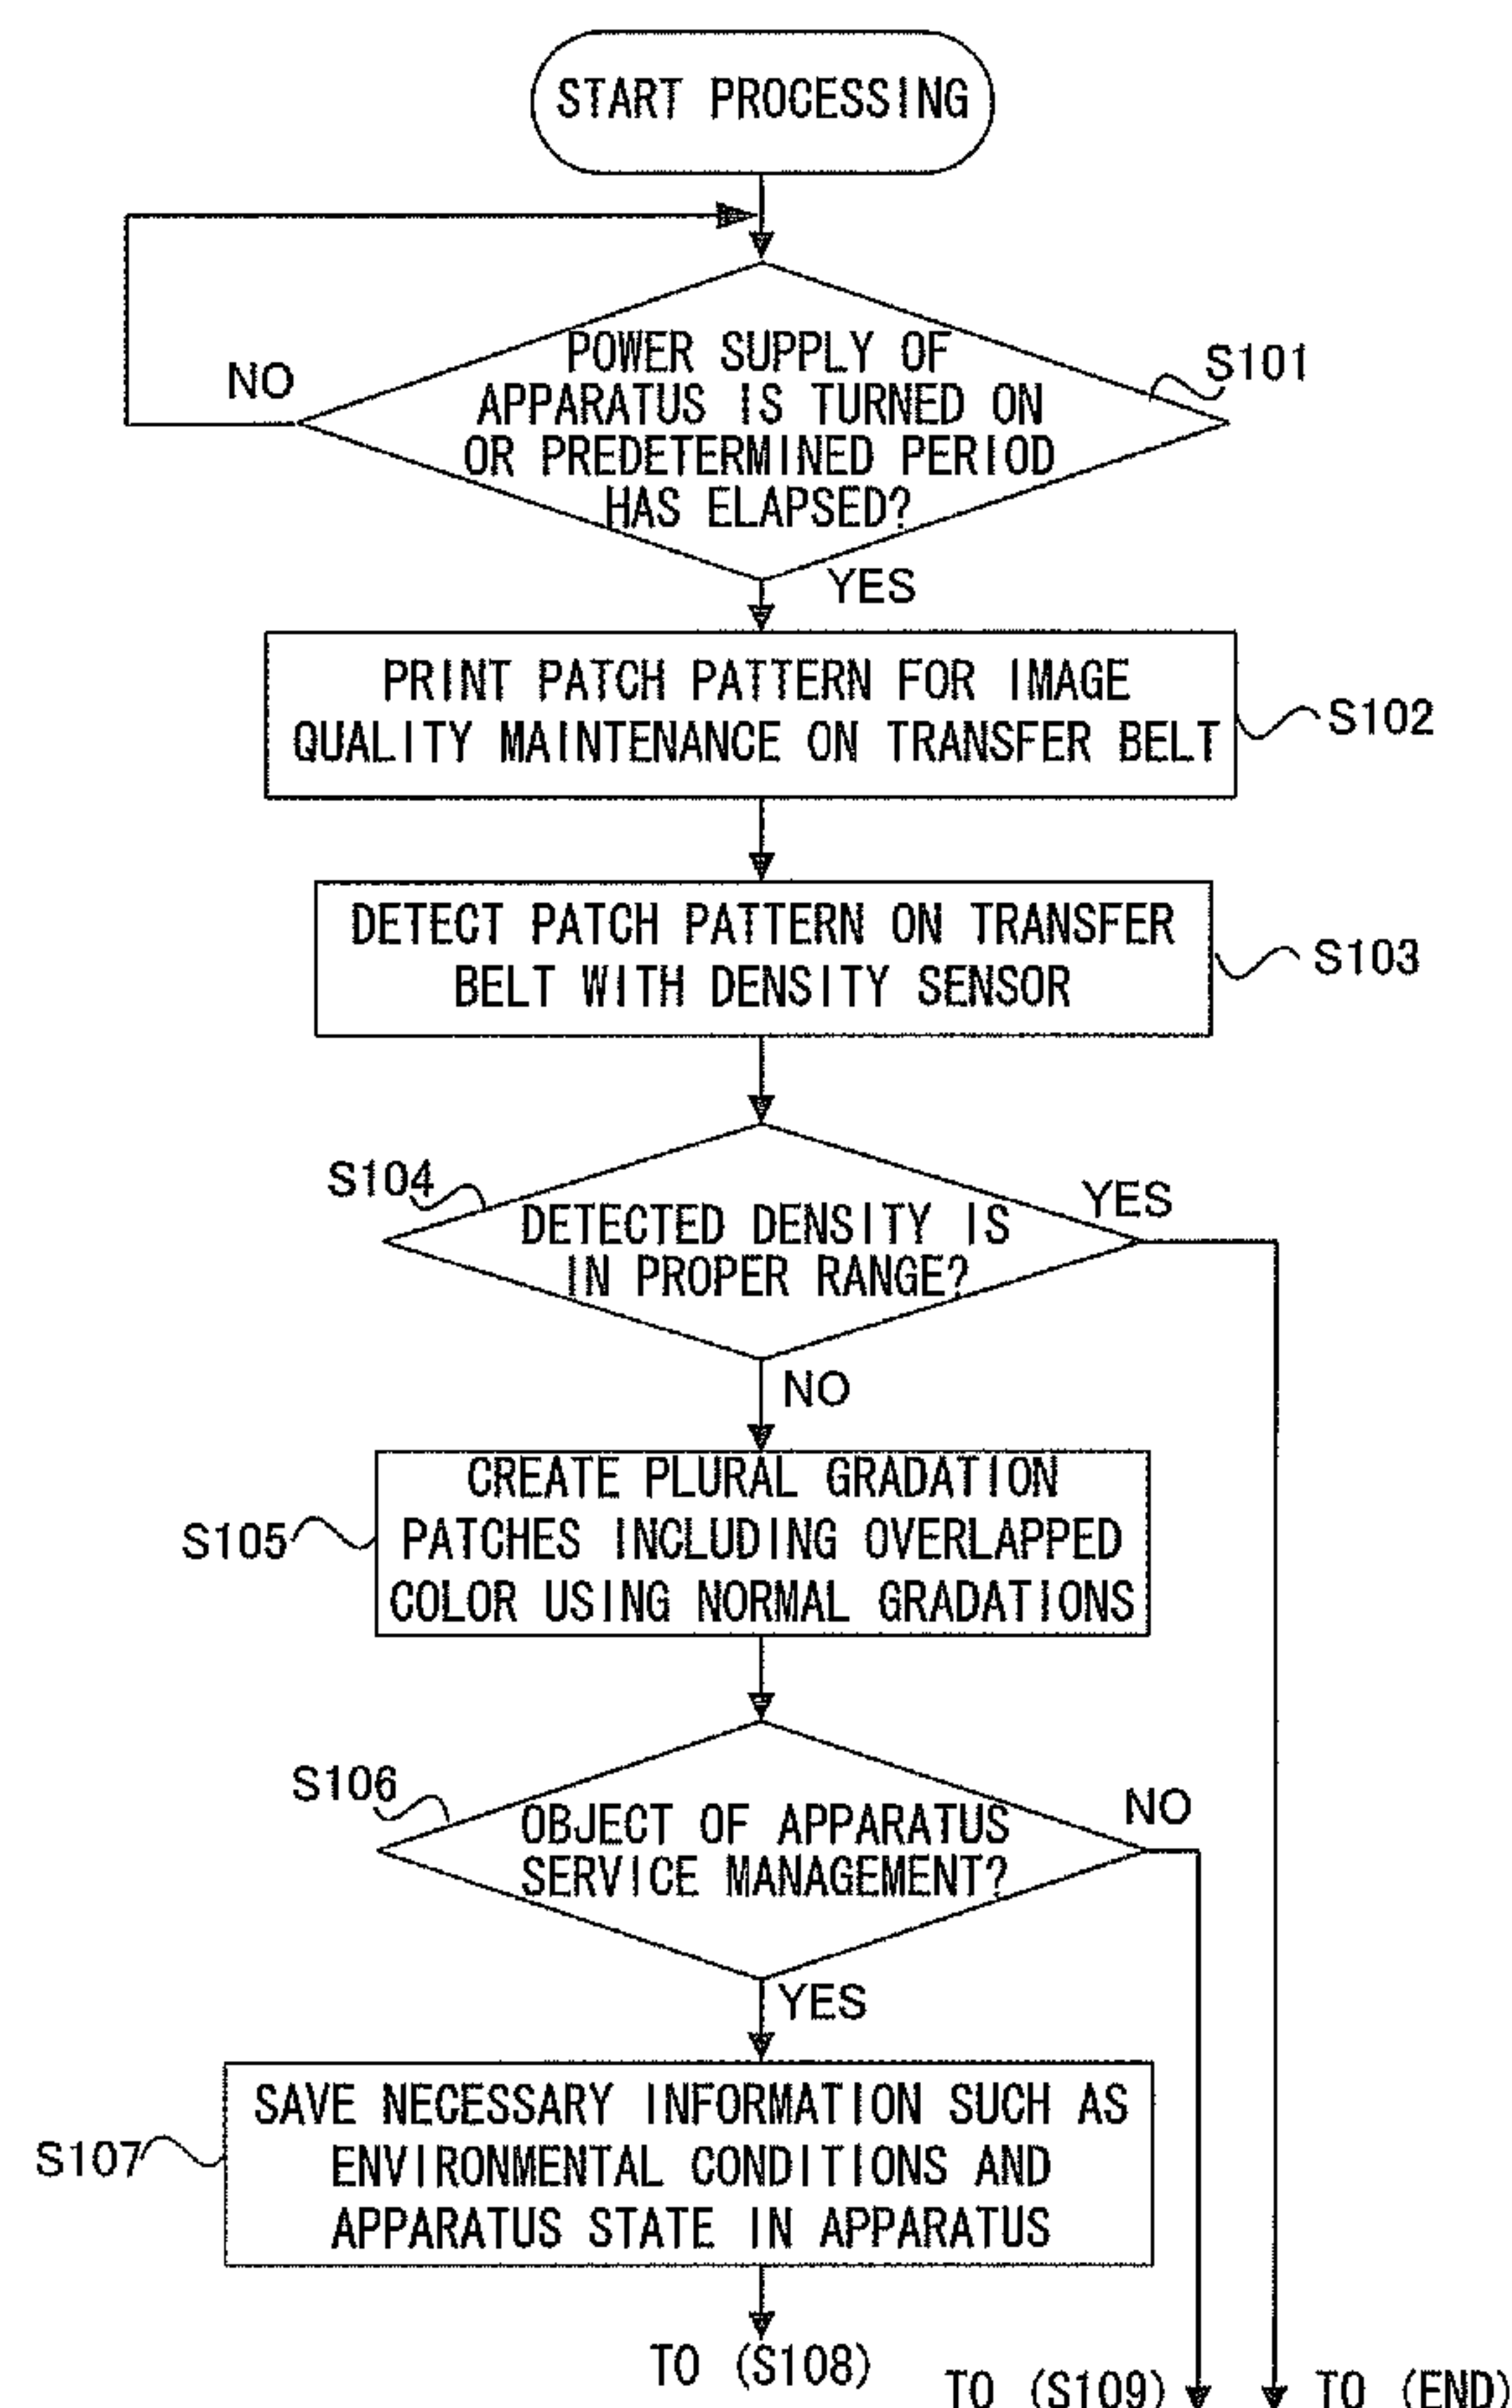 START PROCESSING
POWER SUPPLY OF
APPARATUS IS TURNED ON
OR PREDETERMINED PERIOD
HAS ELAPSED?
S101
NO
YES
PRINT PATCH PATTERN FOR IMAGE
QUALITY MAINTENANCE ON TRANSFER BELT
S102
DETECT PATCH PATTERN ON TRANSFER
BELT WITH DENSITY SENSOR
S103
S104
DETECTED DENSITY IS
IN PROPER RANGE?
YES
NO
S105
CREATE PLURAL GRADATION
PATCHES INCLUDING OVERLAPPED
COLOR USING NORMAL GRADATIONS
S106
OBJECT OF APPARATUS
SERVICE MANAGEMENT?
NO
YES
S107
SAVE NECESSARY INFORMATION SUCH AS
ENVIRONMENTAL CONDITIONS AND
APPARATUS STATE IN APPARATUS
TO (S108)
TO (S109)
TO (END)